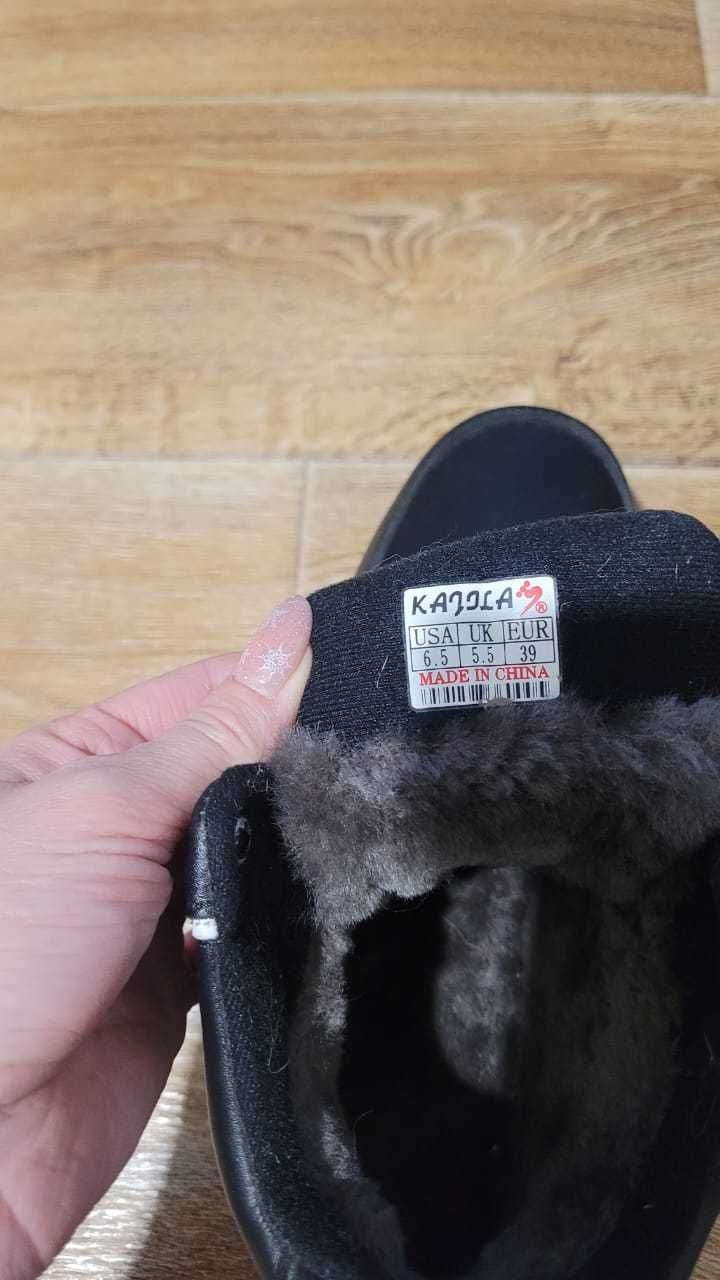 KAJILA ®
USA UK EUR
6.5 5.5 39
MADE IN CHINA